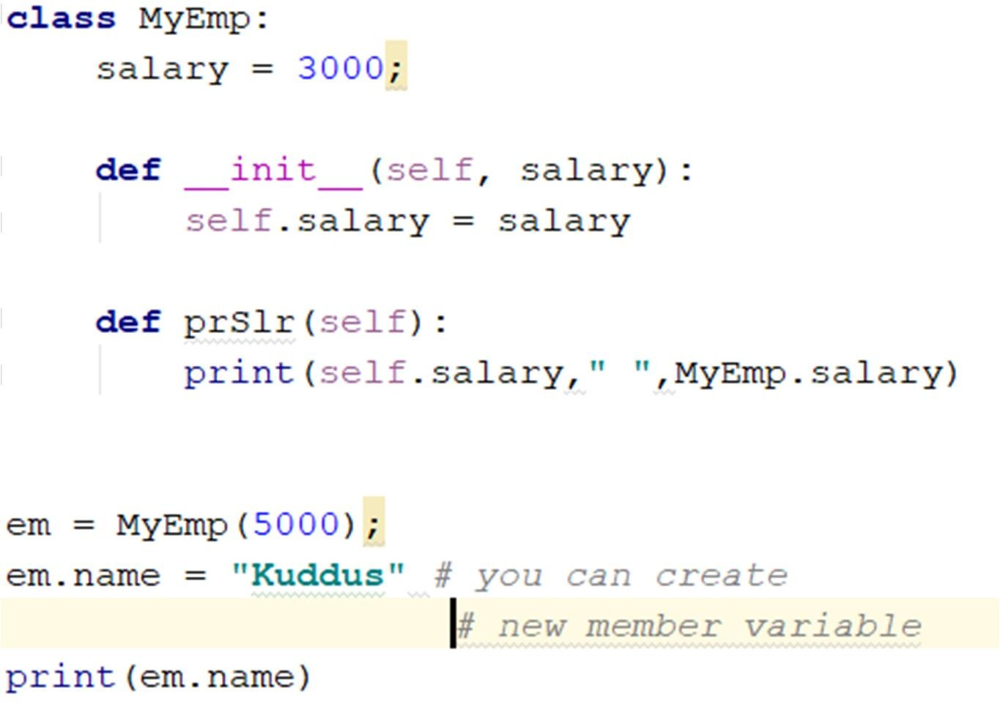 class MyEmp:
    salary = 3000;
    def __init__(self, salary):
        self.salary = salary
    def prSlr(self):
        print(self.salary," ",MyEmp.salary)
em = MyEmp(5000);
em.name = "Kuddus" # you can create
                    # new member variable
print(em.name)